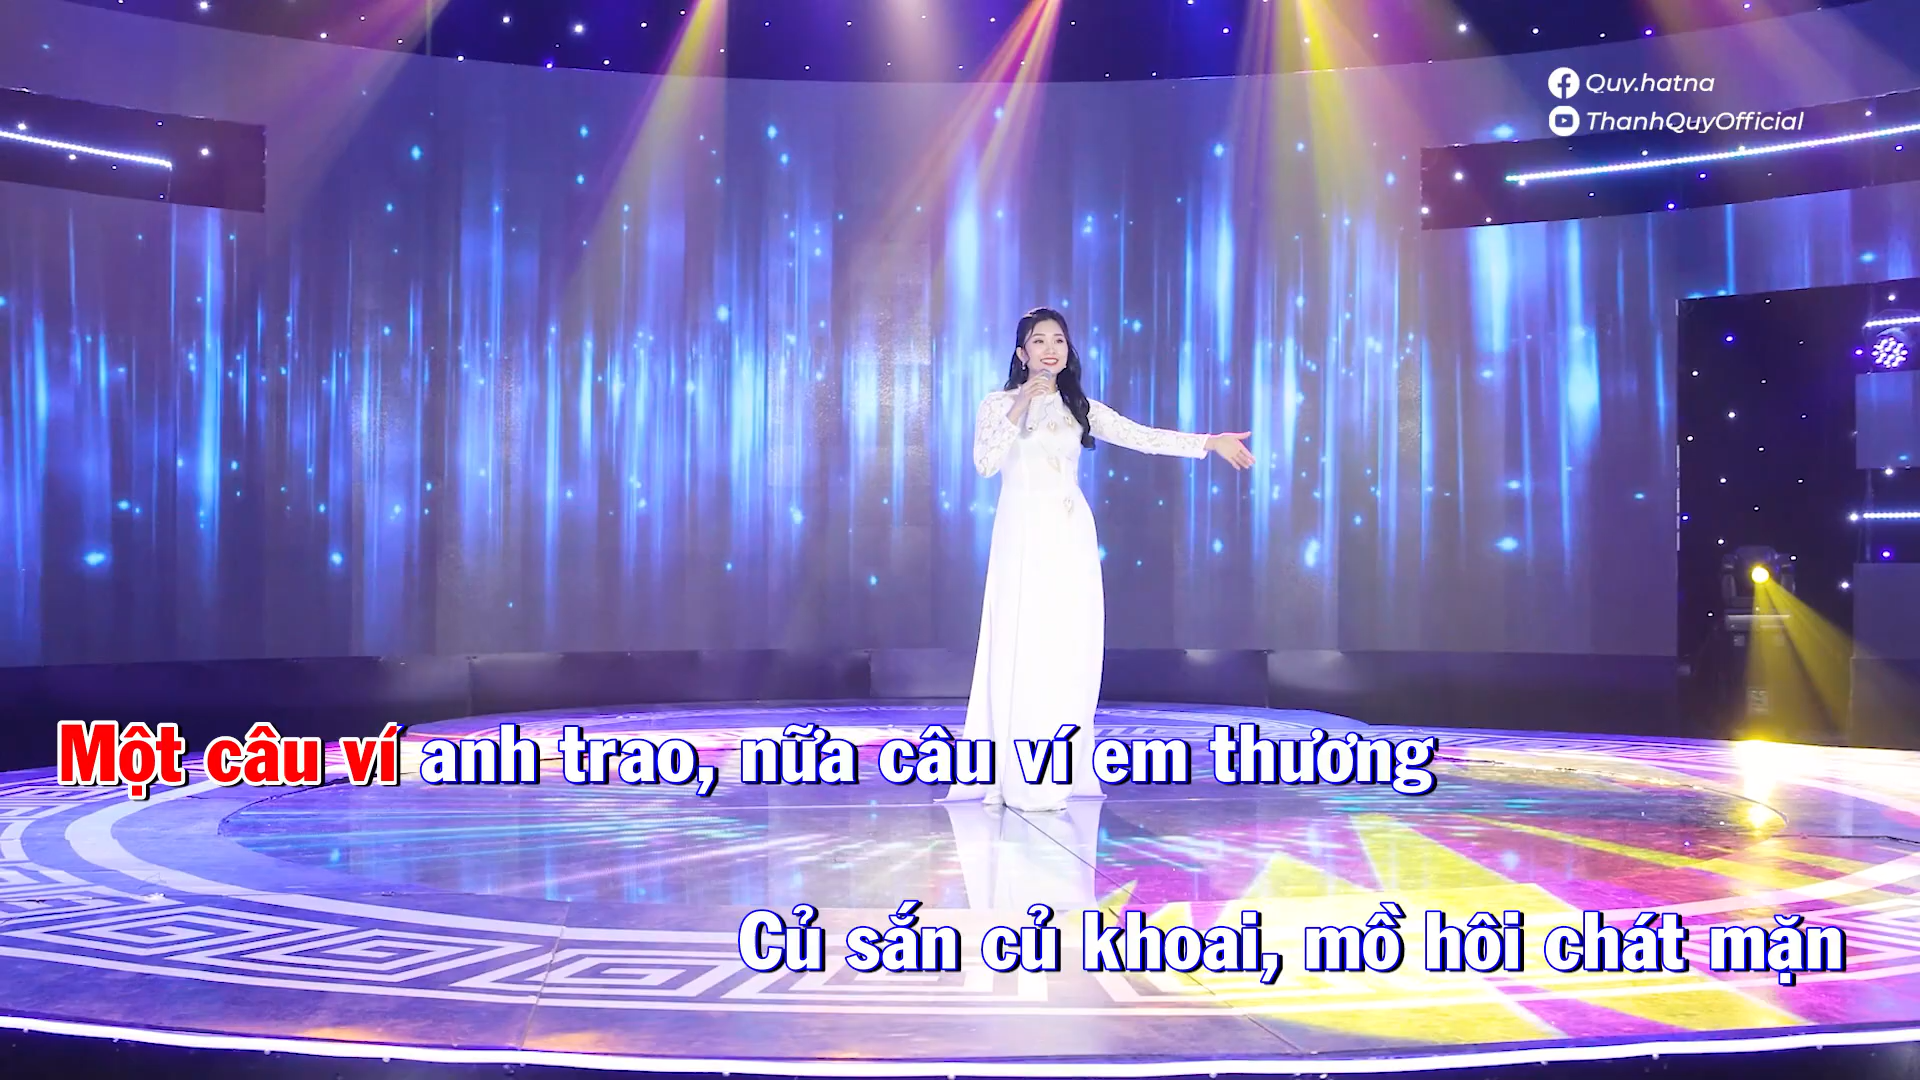 Quy.hatna
ThanhQuyOfficial
Một câu ví anh trao, nữa câu ví em thương
Củ sắn củ khoai, mồ hôi chát mặn